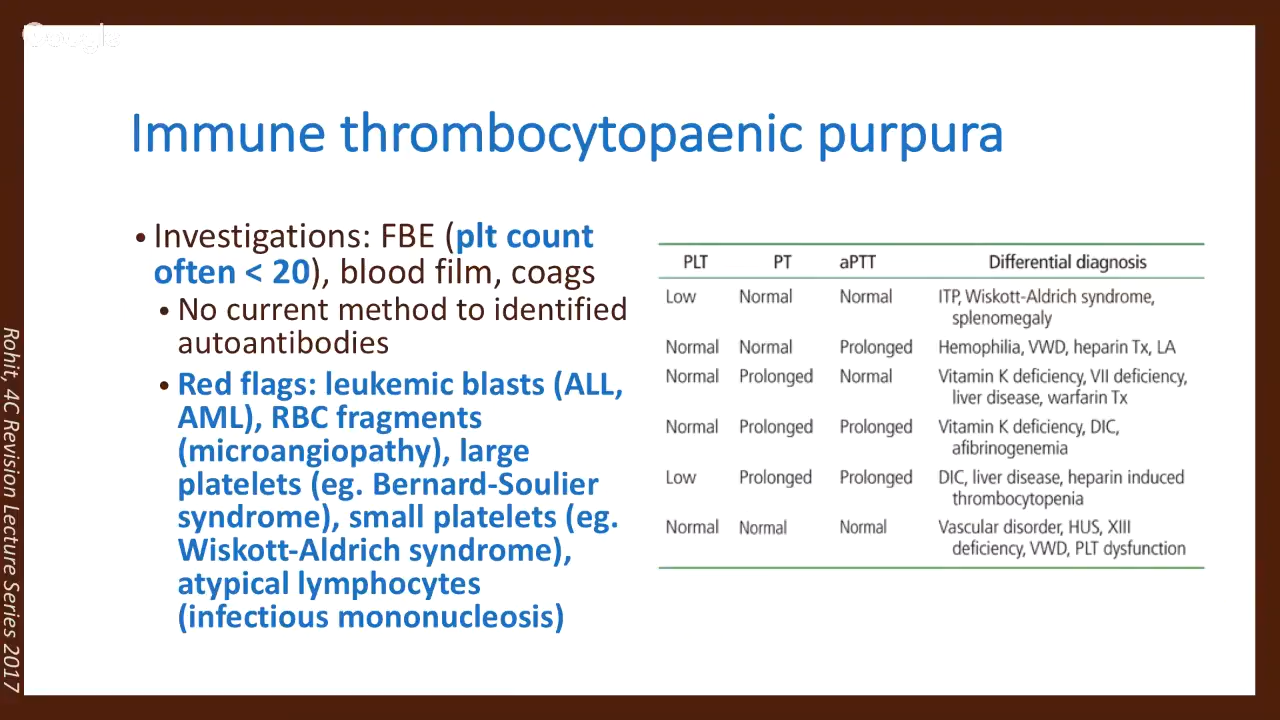 Google
Immune thrombocytopaenic purpura
• Investigations: FBE (plt count
often < 20), blood film, coags
• No current method to identified
autoantibodies
• Red flags: leukemic blasts (ALL,
AML), RBC fragments
(microangiopathy), large
platelets (eg. Bernard-Soulier
syndrome), small platelets (eg.
Wiskott-Aldrich syndrome),
atypical lymphocytes
(infectious mononucleosis)
PLT PT aPTT Differential diagnosis
Low Normal Normal ITP, Wiskott-Aldrich syndrome,
splenomegaly
Normal Normal Prolonged Hemophilia, VWD, heparin Tx, LA
Normal Prolonged Normal Vitamin K deficiency, VII deficiency,
liver disease, warfarin Tx
Normal Prolonged Prolonged Vitamin K deficiency, DIC,
afibrinogenemia
Low Prolonged Prolonged DIC, liver disease, heparin induced
thrombocytopenia
Normal Normal Normal Vascular disorder, HUS, XIII
deficiency, VWD, PLT dysfunction
Rohit, 4C Revision Lecture Series 2017